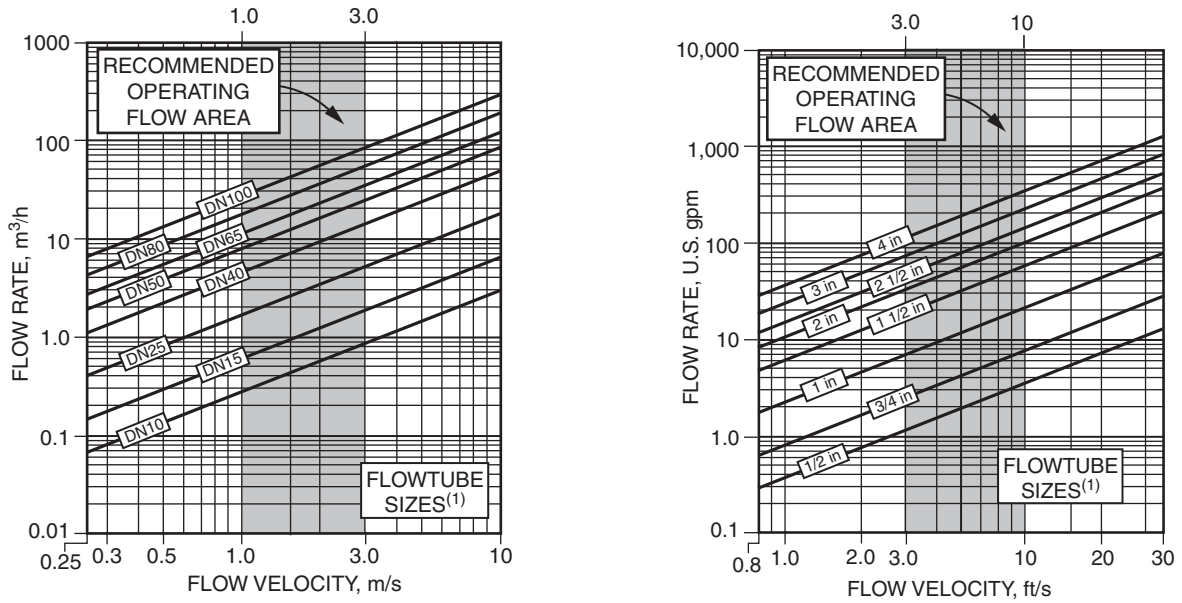 1.0 3.0
1000
100
10
1.0
0.1
0.01
FLOW RATE, m³/h
RECOMMENDED
OPERATING
FLOW AREA
DN100
DN80
DN65
DN50
DN40
DN25
DN15
DN10
FLOWTUBE
SIZES(1)
0.25 0.3 0.5 1.0 3.0 10
FLOW VELOCITY, m/s
3.0 10
10,000
1,000
100
10
1.0
0.1
FLOW RATE, U.S. gpm
RECOMMENDED
OPERATING
FLOW AREA
4 in
3 in
2 1/2 in
2 in
1 1/2 in
1 in
3/4 in
1/2 in
FLOWTUBE
SIZES(1)
0.8 1.0 2.0 3.0 10 20 30
FLOW VELOCITY, ft/s